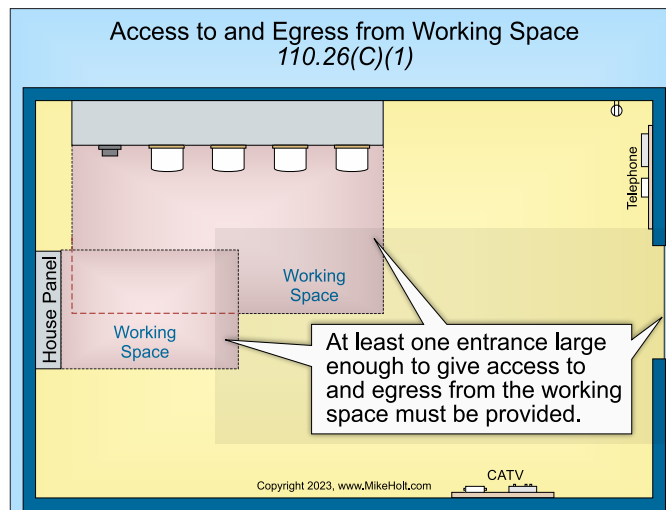 Access to and Egress from Working Space
110.26(C)(1)
Telephone
House Panel
Working
Space
Working
Space
At least one entrance large
enough to give access to
and egress from the working
space must be provided.
CATV
Copyright 2023, www.MikeHolt.com